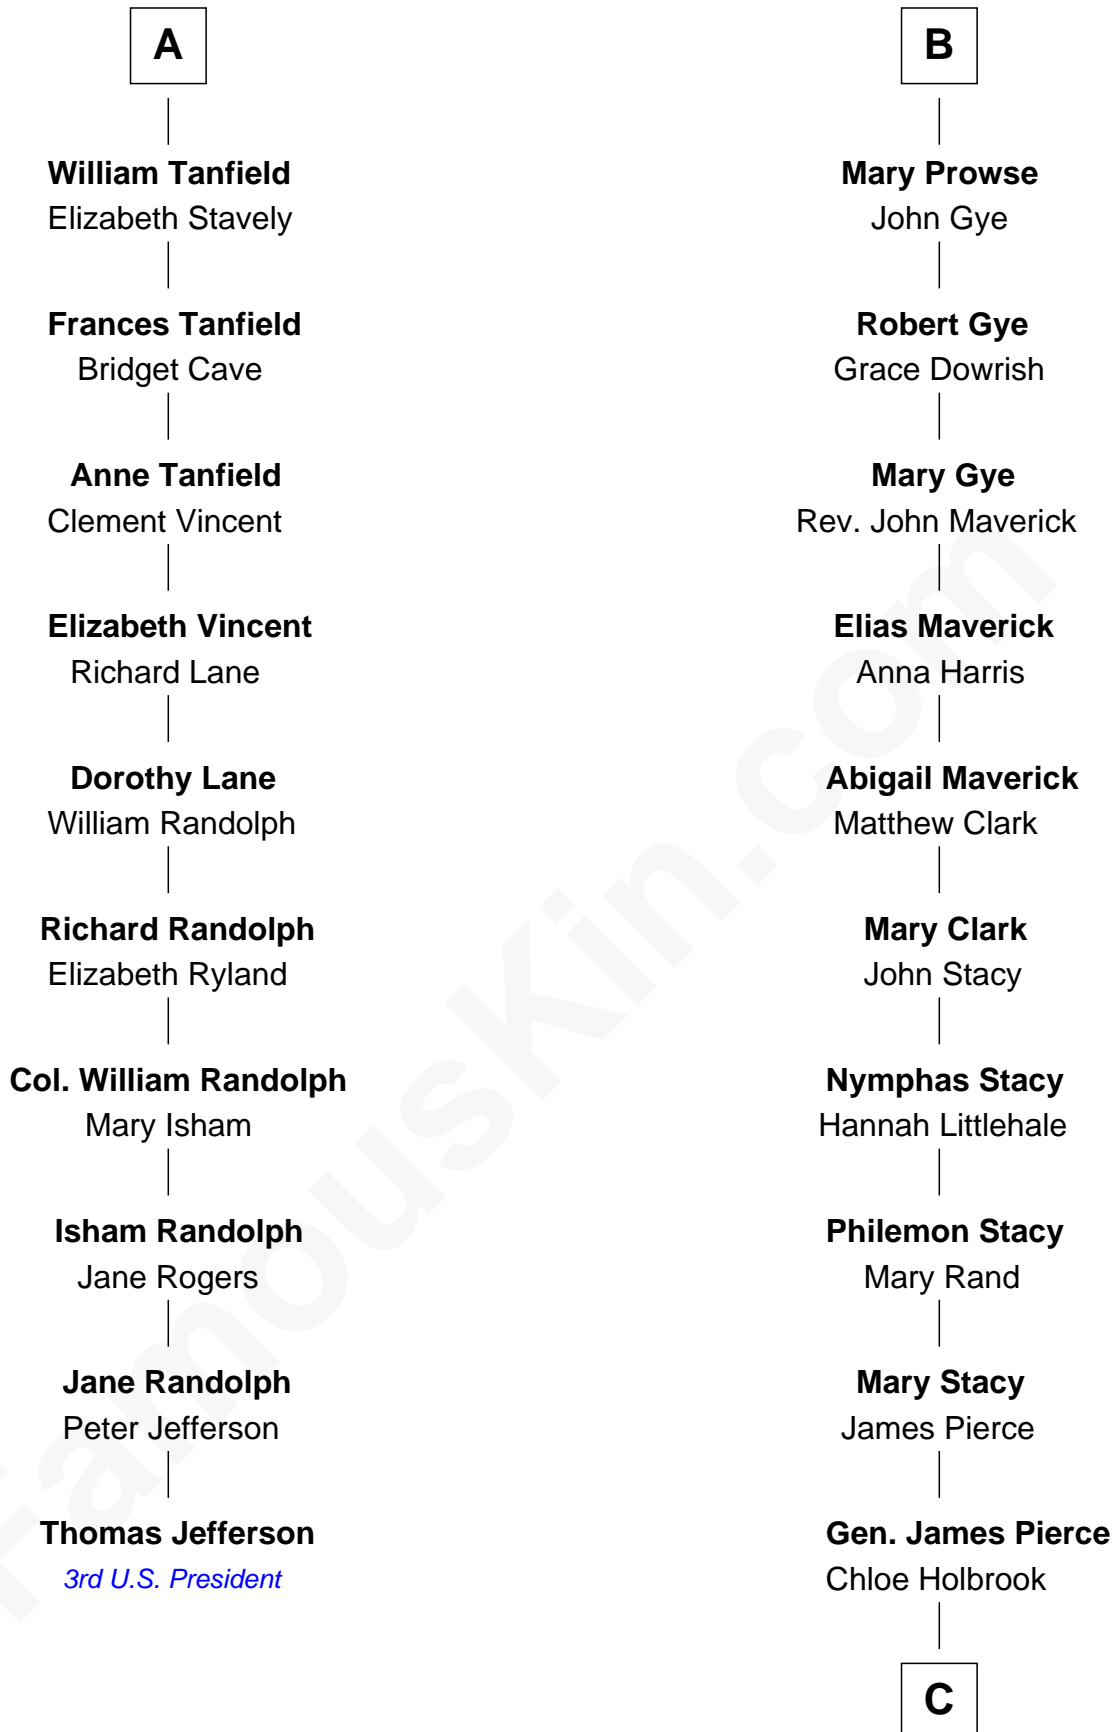 A
William Tanfield
Elizabeth Stavely
Frances Tanfield
Bridget Cave
Anne Tanfield
Clement Vincent
Elizabeth Vincent
Richard Lane
Dorothy Lane
William Randolph
Richard Randolph
Elizabeth Ryland
Col. William Randolph
Mary Isham
Isham Randolph
Jane Rogers
Jane Randolph
Peter Jefferson
Thomas Jefferson
3rd U.S. President
B
Mary Prowse
John Gye
Robert Gye
Grace Dowrish
Mary Gye
Rev. John Maverick
Elias Maverick
Anna Harris
Abigail Maverick
Matthew Clark
Mary Clark
John Stacy
Nymphas Stacy
Hannah Littlehale
Philemon Stacy
Mary Rand
Mary Stacy
James Pierce
Gen. James Pierce
Chloe Holbrook
C
FamousKin.com